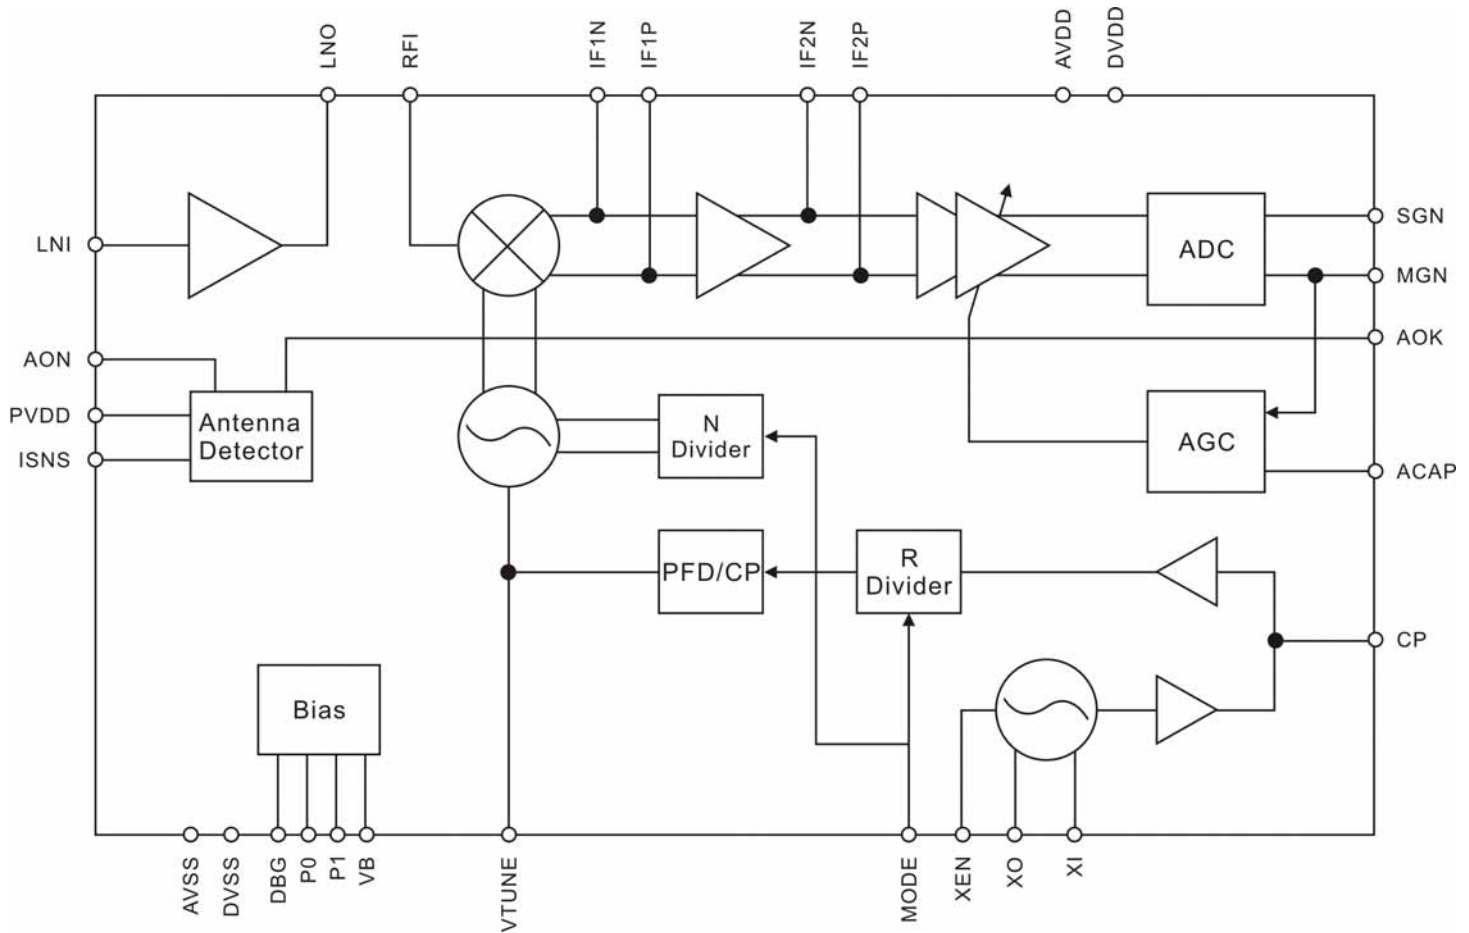 LNO
RFI
IF1N
IF1P
IF2N
IF2P
AVDD
DVDD
LNI
AON
PVDD
ISNS
Antenna
Detector
N
Divider
PFD/CP
R
Divider
ADC
AGC
Bias
SGN
MGN
AOK
ACAP
CP
AVSS
DVSS
DBG
P0
P1
VB
VTUNE
MODE
XEN
XO
XI